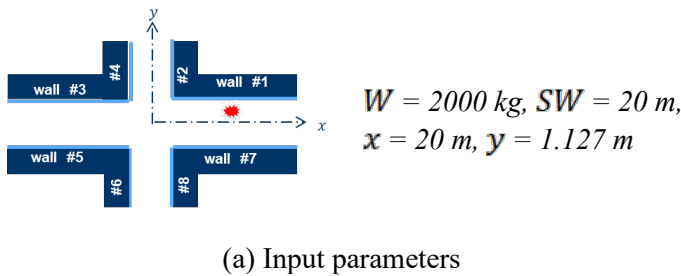 y
#4
#2
wall #3
wall #1
x
wall #5
wall #7
#6
#8
W = 2000 kg, SW = 20 m,
x = 20 m, y = 1.127 m
(a) Input parameters